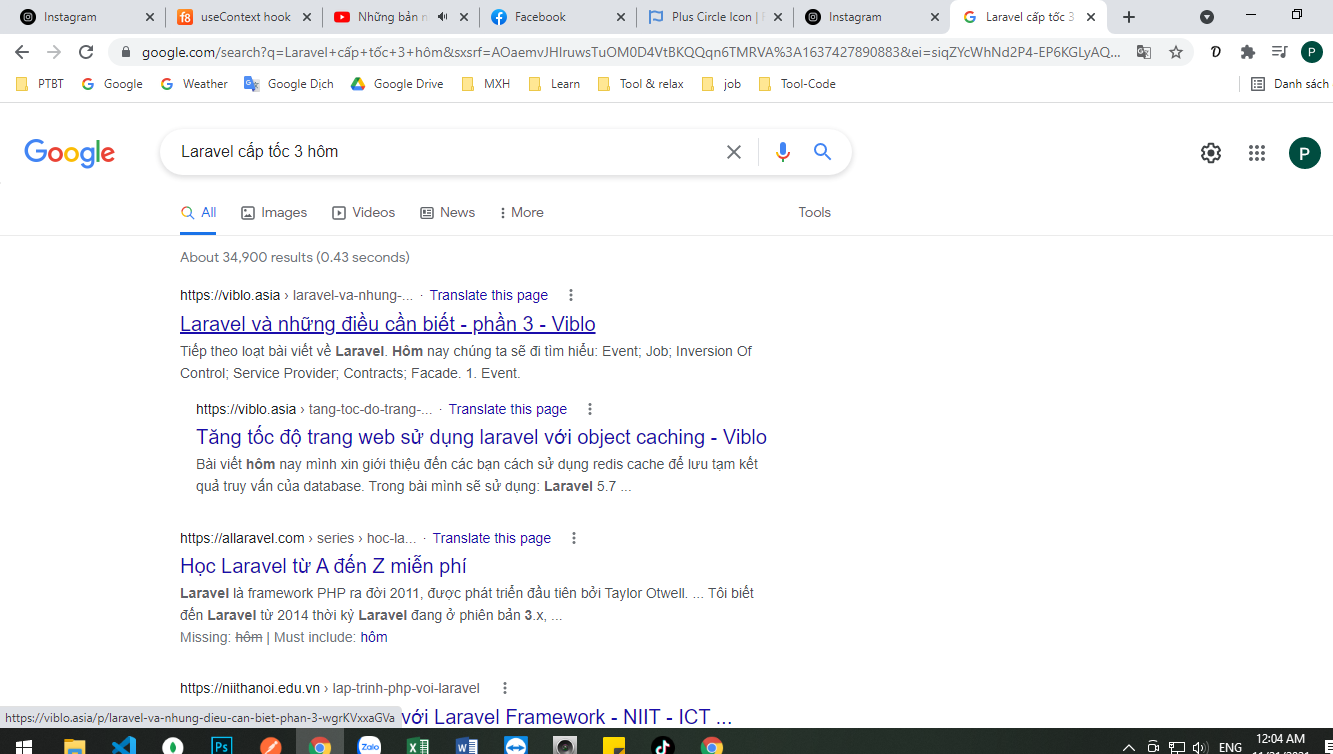 Instagram
useContext hook
Những bản n
Facebook
Plus Circle Icon |
Instagram
Laravel cấp tốc 3
google.com/search?q=Laravel+cấp+tốc+3+hôm&sxsrf=AOaemvJHIruwsTuOM0D4VtBKQQqn6TMRVA%3A1637427890883&ei=siqZYcWhNd2P4-EP6KGLyAQ...
PTBT
Google
Weather
Google Dịch
Google Drive
MXH
Learn
Tool & relax
job
Tool-Code
Danh sách
Google
Laravel cấp tốc 3 hôm
P
All
Images
Videos
News
More
Tools
About 34,900 results (0.43 seconds)
https://viblo.asia › laravel-va-nhung-... · Translate this page
Laravel và những điều cần biết - phần 3 - Viblo
Tiếp theo loạt bài viết về Laravel. Hôm nay chúng ta sẽ đi tìm hiểu: Event; Job; Inversion Of
Control; Service Provider; Contracts; Facade. 1. Event.
https://viblo.asia › tang-toc-do-trang-... · Translate this page
Tăng tốc độ trang web sử dụng laravel với object caching - Viblo
Bài viết hôm nay mình xin giới thiệu đến các bạn cách sử dụng redis cache để lưu tạm kết
quả truy vấn của database. Trong bài mình sẽ sử dụng: Laravel 5.7 ...
https://allaravel.com › series › hoc-la... · Translate this page
Học Laravel từ A đến Z miễn phí
Laravel là framework PHP ra đời 2011, được phát triển đầu tiên bởi Taylor Otwell. ... Tôi biết
đến Laravel từ 2014 thời kỳ Laravel đang ở phiên bản 3.x, ...
Missing: hôm | Must include: hôm
https://niithanoi.edu.vn › lap-trinh-php-voi-laravel
với Laravel Framework - NIIT - ICT ...
https://viblo.asia/p/laravel-va-nhung-dieu-can-biet-phan-3-wgrKVxxaGVa
Ps
Zalo
ENG
12:04 AM